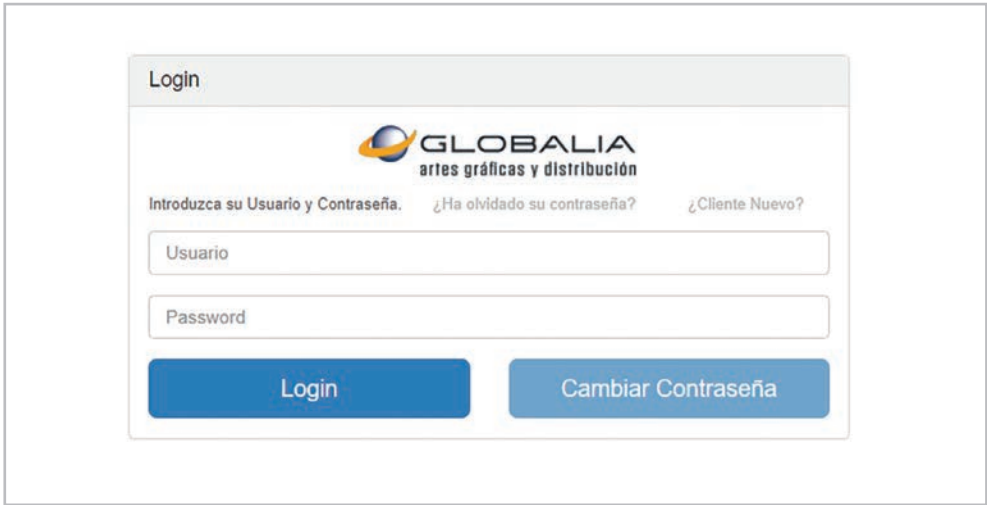 Login
GLOBALIA
artes gráficas y distribución
Introduzca su Usuario y Contraseña. ¿Ha olvidado su contraseña? ¿Cliente Nuevo?
Usuario
Password
Login Cambiar Contraseña